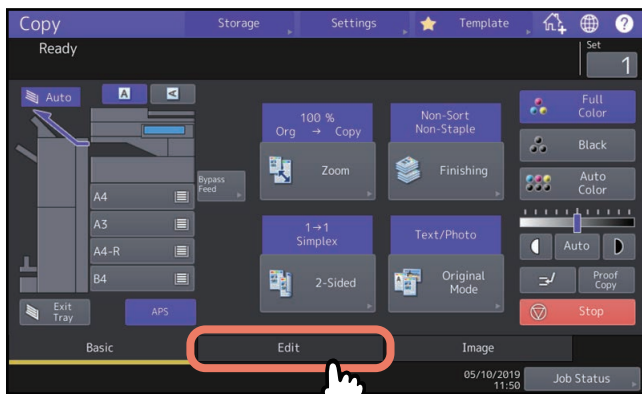 Copy
Storage
Settings
Template
?
Ready
Set
1
Auto
A
A
100 %
Org → Copy
Zoom
Non-Sort
Non-Staple
Finishing
Full
Color
Black
Auto
Color
Bypass
Feed
A4
A3
A4-R
B4
1→1
Simplex
2-Sided
Text/Photo
Original
Mode
Auto
Proof
Copy
Exit
Tray
APS
Stop
Basic
Edit
Image
05/10/2019
11:50
Job Status